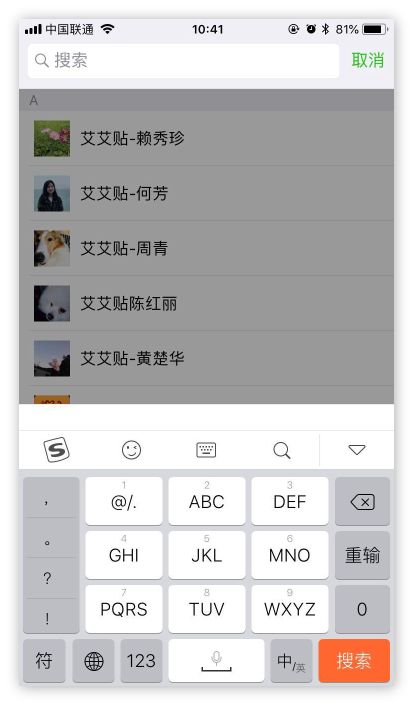 中国联通 10:41 81%
搜索 取消
A
艾艾贴-赖秀珍
艾艾贴-何芳
艾艾贴-周青
艾艾贴陈红丽
艾艾贴-黄楚华
S
, 1 @/. 2 ABC 3 DEF
。 4 GHI 5 JKL 6 MNO 重输
? 7 PQRS 8 TUV 9 WXYZ 0
!
符 123 中/英 搜索